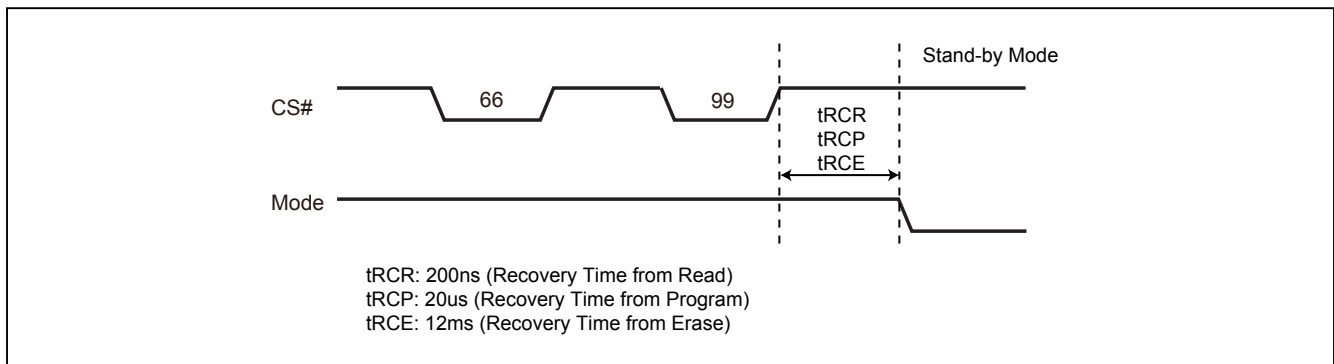 Stand-by Mode
CS#
66
99
tRCR
tRCP
tRCE
Mode
tRCR: 200ns (Recovery Time from Read)
tRCP: 20us (Recovery Time from Program)
tRCE: 12ms (Recovery Time from Erase)